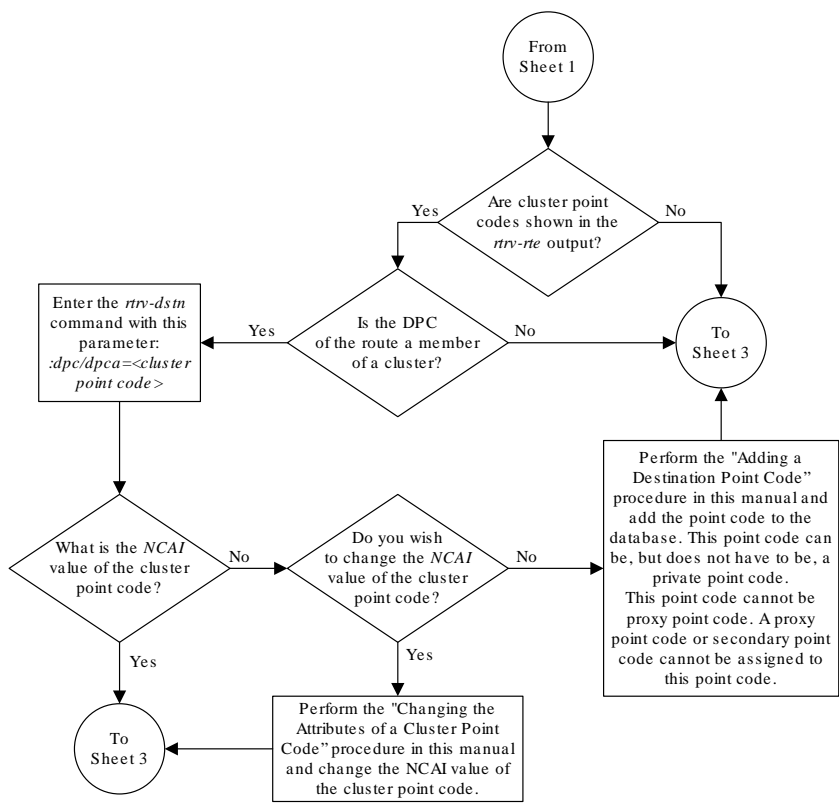 From
Sheet 1
Are cluster point
codes shown in the
rtrv-rte output?
Yes
No
Enter the rtrv-dstn
command with this
parameter:
:dpc/dpca=<cluster
point code>
Yes
Is the DPC
of the route a member
of a cluster?
No
To
Sheet 3
What is the NCAI
value of the cluster
point code?
No
Yes
Do you wish
to change the NCAI
value of the cluster
point code?
No
Yes
Perform the "Adding a
Destination Point Code”
procedure in this manual and
add the point code to the
database. This point code can
be, but does not have to be, a
private point code.
This point code cannot be
proxy point code. A proxy
point code or secondary point
code cannot be assigned to
this point code.
To
Sheet 3
Perform the "Changing the
Attributes of a Cluster Point
Code” procedure in this manual
and change the NCAI value of
the cluster point code.